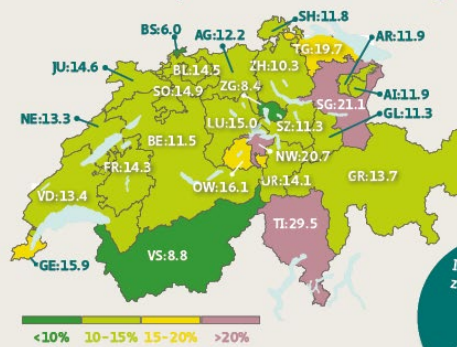 SH:11.8
BS:6.0
AG:12.2
AR:11.9
TG:19.7
JU:14.6
BL:14.5
ZH:10.3
ZG:8.4
SO:14.9
AI:11.9
SG:21.1
GL:11.3
NE:13.3
LU:15.0
SZ:11.3
BE:11.5
NW:20.7
FR:14.3
OW:16.1
UR:14.1
GR:13.7
VD:13.4
TI:29.5
VS:8.8
GE:15.9
<10% 10–15% 15–20% >20%